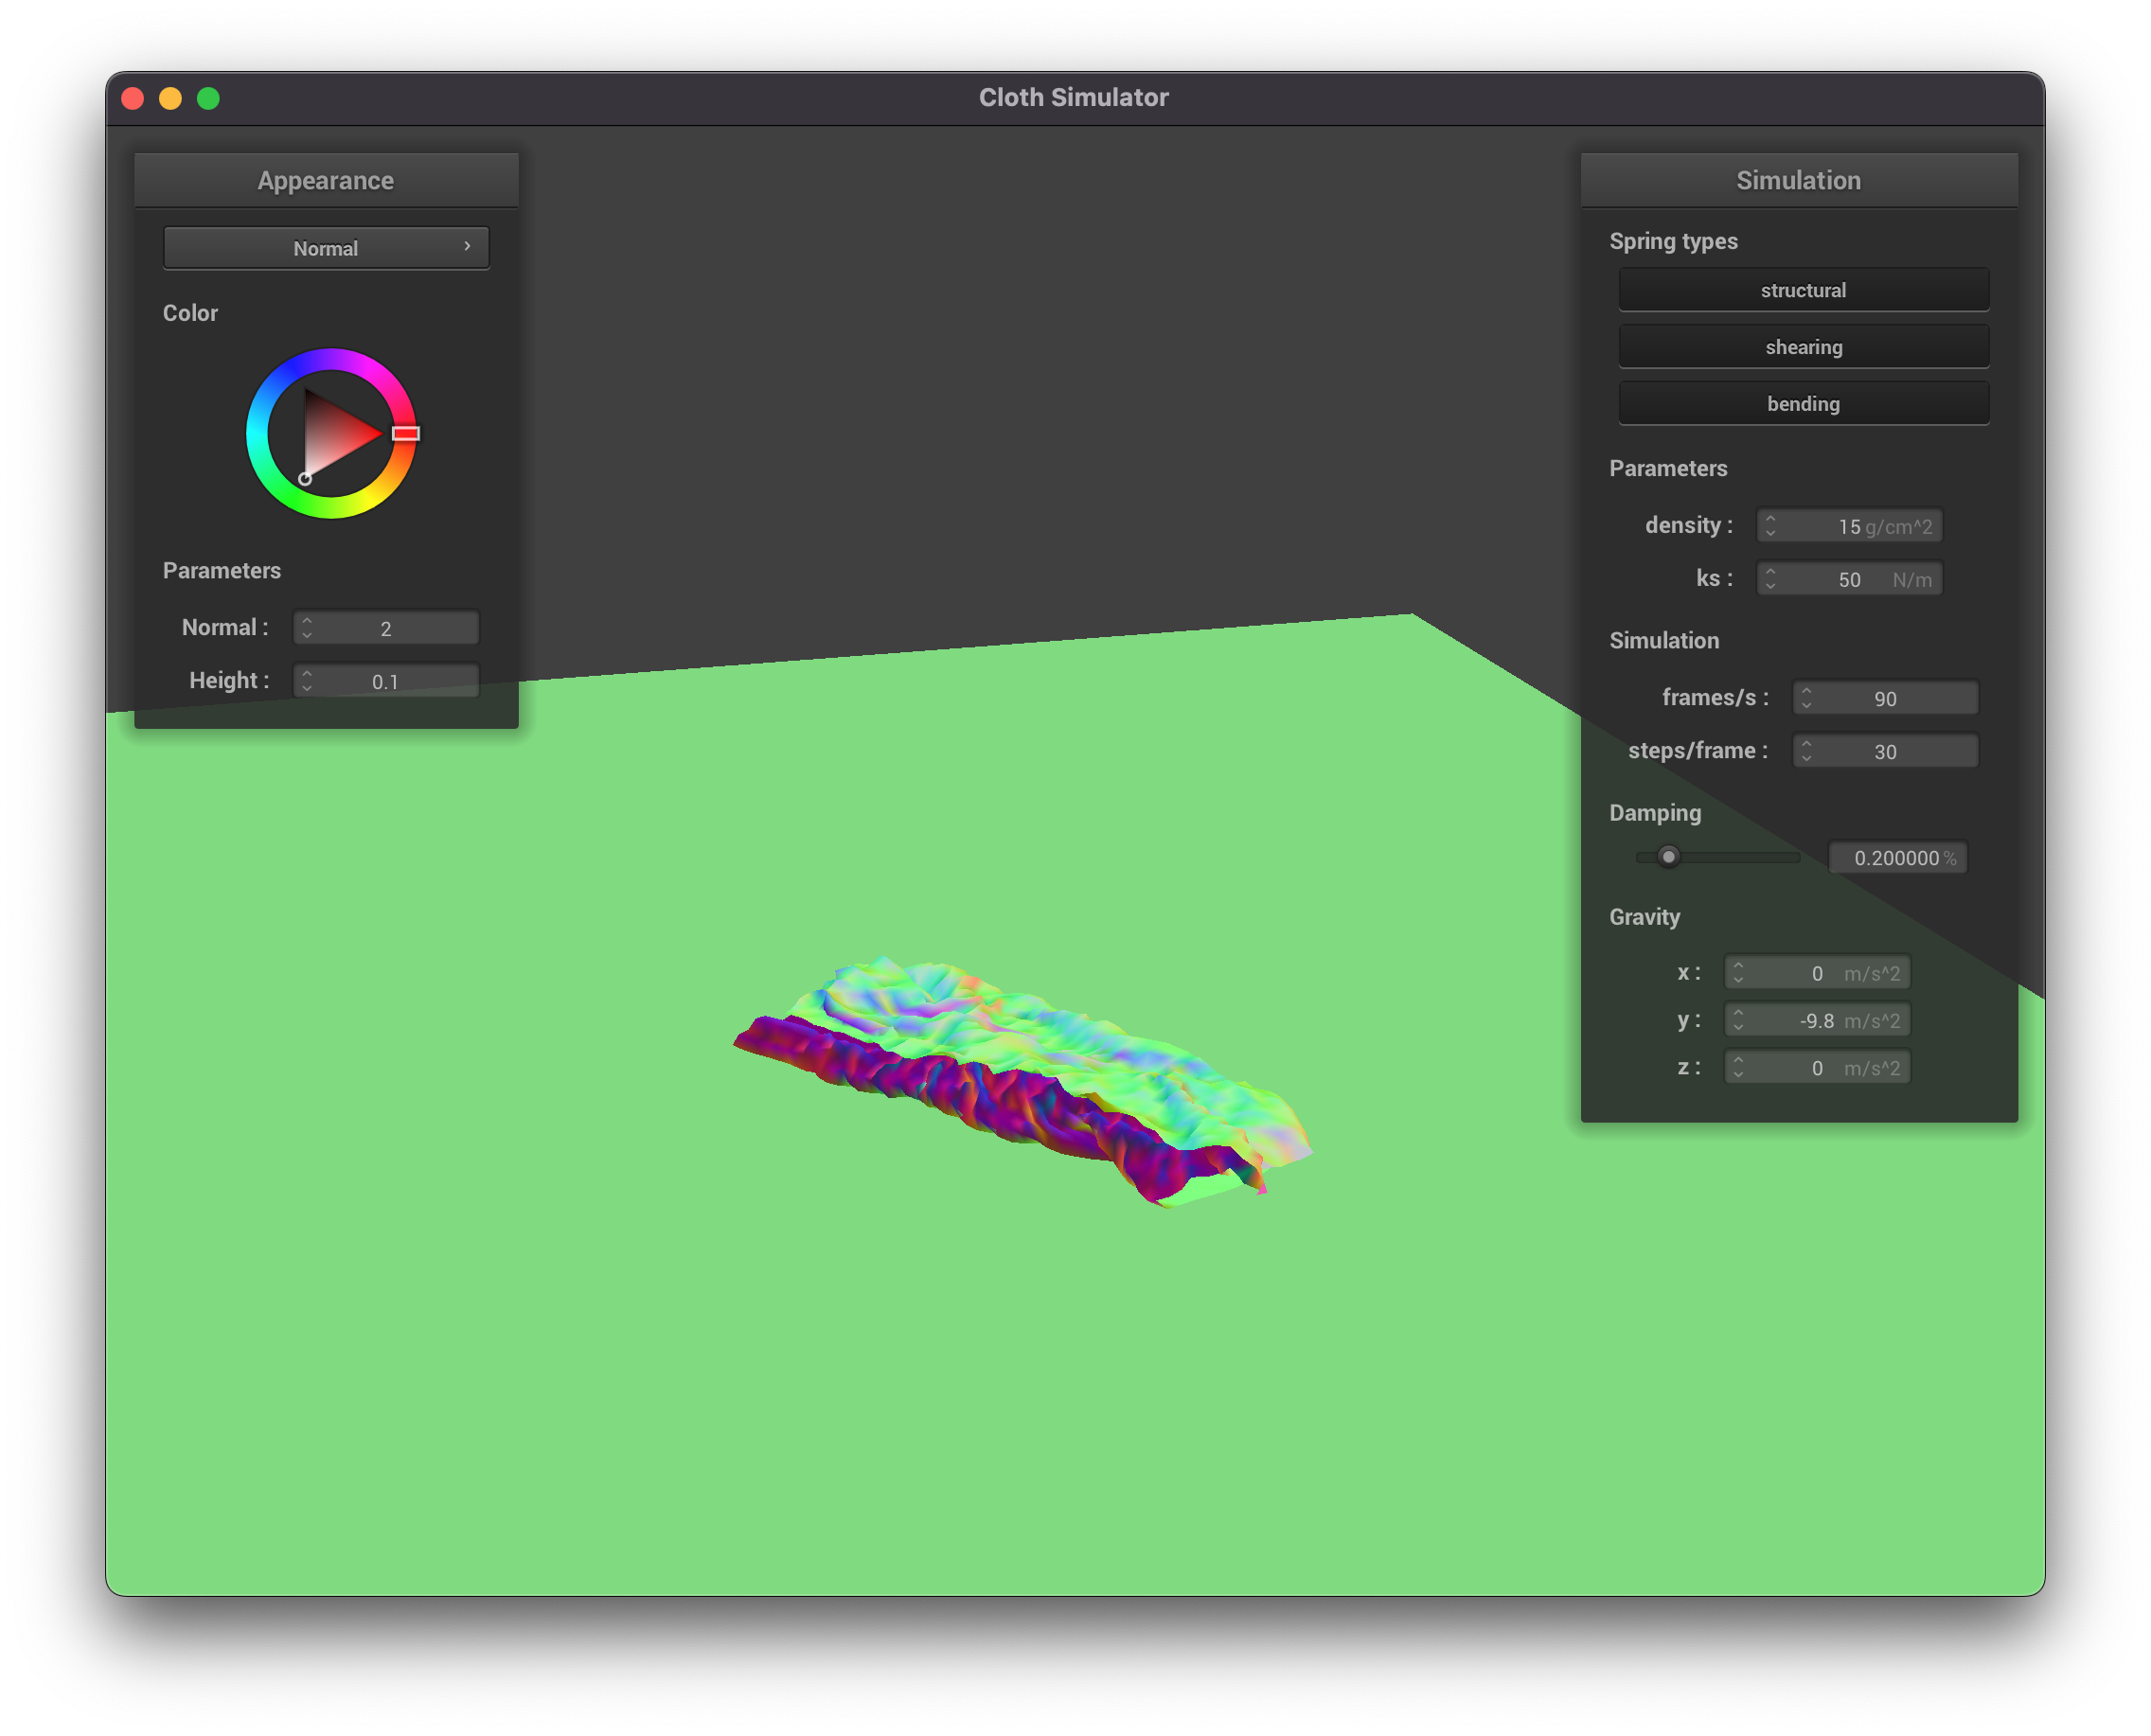 Cloth Simulator
Appearance
Normal
Color
Parameters
Normal : 2
Height : 0.1
Simulation
Spring types
structural
shearing
bending
Parameters
density : 15 g/cm^2
ks : 50 N/m
Simulation
frames/s : 90
steps/frame : 30
Damping
0.200000 %
Gravity
x : 0 m/s^2
y : -9.8 m/s^2
z : 0 m/s^2